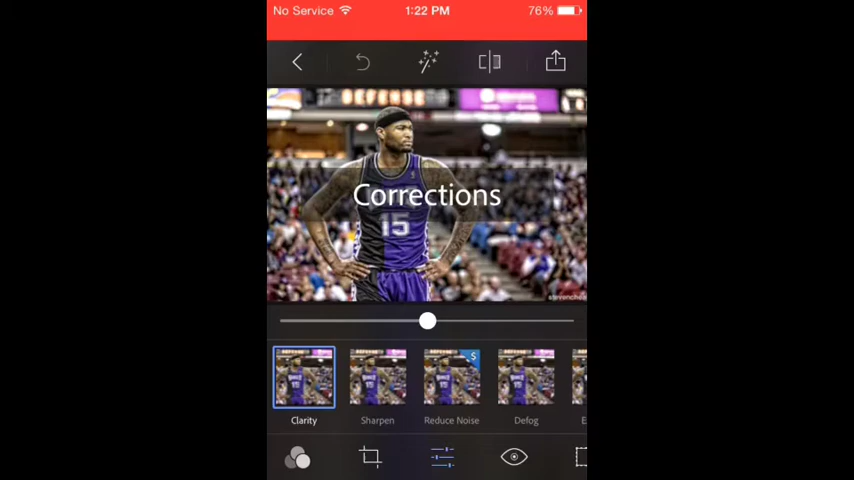 No Service 1:22 PM 76%
DEFENSE
Corrections
15
$
Clarity Sharpen Reduce Noise Defog E